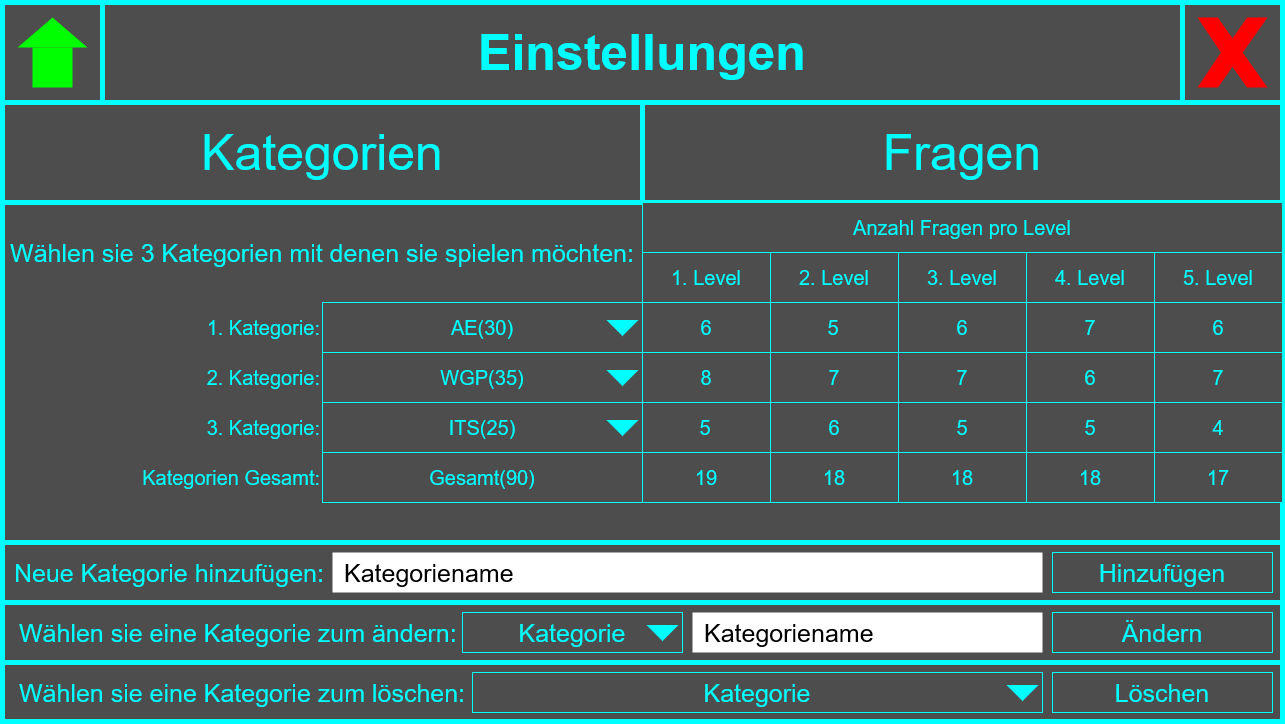 Einstellungen
X
Kategorien
Fragen
Wählen sie 3 Kategorien mit denen sie spielen möchten:
Anzahl Fragen pro Level
1. Level 2. Level 3. Level 4. Level 5. Level
1. Kategorie: AE(30) 6 5 6 7 6
2. Kategorie: WGP(35) 8 7 7 6 7
3. Kategorie: ITS(25) 5 6 5 5 4
Kategorien Gesamt: Gesamt(90) 19 18 18 18 17
Neue Kategorie hinzufügen: Kategoriename Hinzufügen
Wählen sie eine Kategorie zum ändern: Kategorie Kategoriename Ändern
Wählen sie eine Kategorie zum löschen: Kategorie Löschen